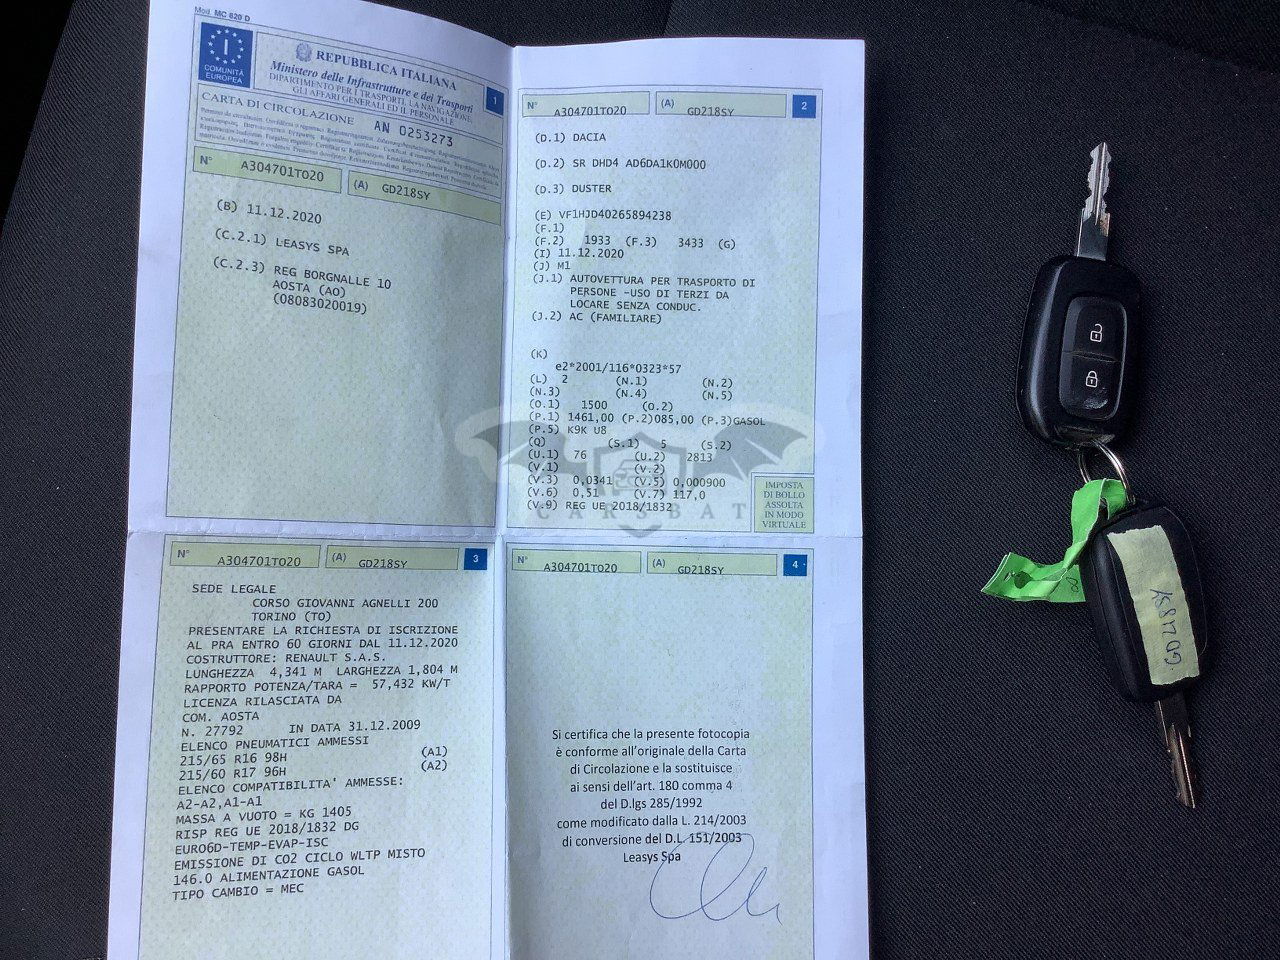 Mod. MC 820 D
I
COMUNITÀ
EUROPEA
REPUBBLICA ITALIANA
Ministero delle Infrastrutture e dei Trasporti
DIPARTIMENTO PER I TRASPORTI, LA NAVIGAZIONE,
GLI AFFARI GENERALI ED IL PERSONALE
1
CARTA DI CIRCOLAZIONE AN 0253273
N° A304701TO20 (A) GD218SY
(B) 11.12.2020
(C.2.1) LEASYS SPA
(C.2.3) REG BORGNALLE 10
AOSTA (AO)
(08083020019)
N° A304701TO20 (A) GD218SY 2
(D.1) DACIA
(D.2) SR DHD4 AD6DA1K0M000
(D.3) DUSTER
(E) VF1HJD40265894238
(F.1)
(F.2) 1933 (F.3) 3433 (G)
(I) 11.12.2020
(J) M1
(J.1) AUTOVETTURA PER TRASPORTO DI
PERSONE -USO DI TERZI DA
LOCARE SENZA CONDUC.
(J.2) AC (FAMILIARE)
(K)
e2*2001/116*0323*57
(L) 2 (N.1) (N.2)
(N.3) (N.4) (N.5)
(O.1) 1500 (O.2)
(P.1) 1461,00 (P.2)085,00 (P.3)GASOL
(P.5) K9K U8
(Q) (S.1) 5 (S.2)
(U.1) 76 (U.2) 2813
(V.1) (V.2)
(V.3) 0,0341 (V.5) 0,000900
(V.6) 0,51 (V.7) 117,0
(V.9) REG UE 2018/1832
IMPOSTA
DI BOLLO
ASSOLTA
IN MODO
VIRTUALE
CARSBAT
N° A304701TO20 (A) GD218SY 3
SEDE LEGALE
CORSO GIOVANNI AGNELLI 200
TORINO (TO)
PRESENTARE LA RICHIESTA DI ISCRIZIONE
AL PRA ENTRO 60 GIORNI DAL 11.12.2020
COSTRUTTORE: RENAULT S.A.S.
LUNGHEZZA 4,341 M LARGHEZZA 1,804 M
RAPPORTO POTENZA/TARA = 57,432 KW/T
LICENZA RILASCIATA DA
COM. AOSTA
N. 27792 IN DATA 31.12.2009
ELENCO PNEUMATICI AMMESSI
215/65 R16 98H (A1)
215/60 R17 96H (A2)
ELENCO COMPATIBILITA' AMMESSE:
A2-A2,A1-A1
MASSA A VUOTO = KG 1405
RISP REG UE 2018/1832 DG
EURO6D-TEMP-EVAP-ISC
EMISSIONE DI CO2 CICLO WLTP MISTO
146.0 ALIMENTAZIONE GASOL
TIPO CAMBIO = MEC
N° A304701TO20 (A) GD218SY 4
Si certifica che la presente fotocopia
è conforme all'originale della Carta
di Circolazione e la sostituisce
ai sensi dell'art. 180 comma 4
del D.lgs 285/1992
come modificato dalla L. 214/2003
di conversione del D.L. 151/2003
Leasys Spa
GD218SY